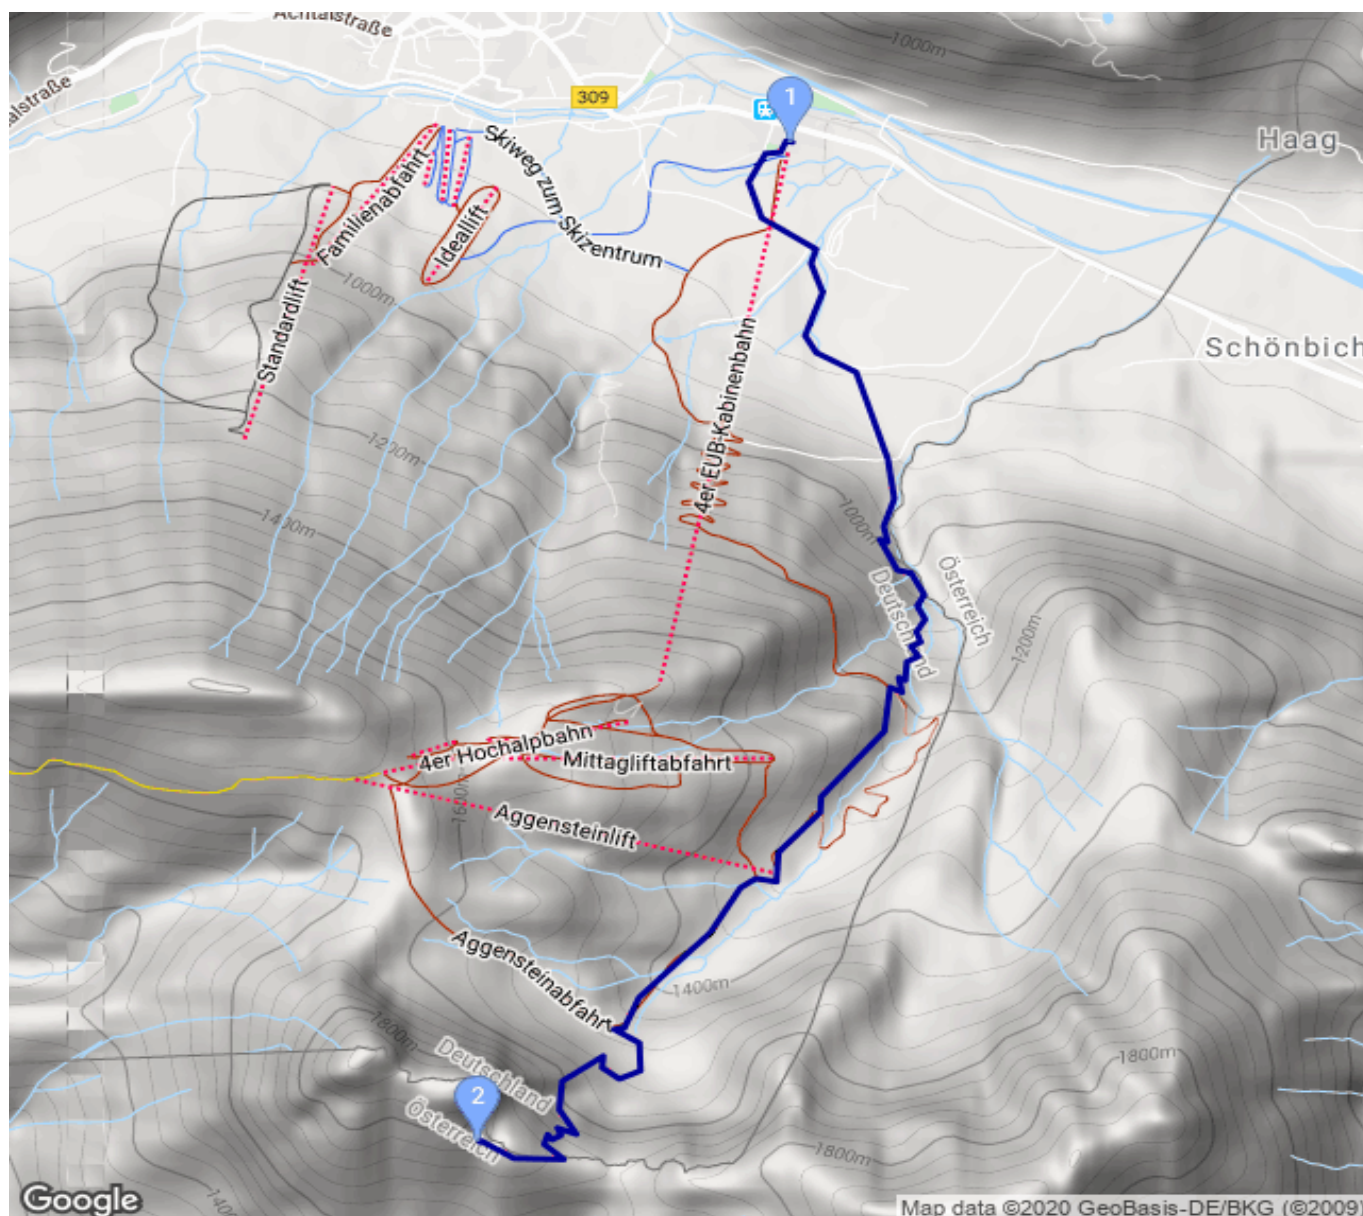 Achtalstraße
alstraße
309
1
Haag
Skiweg zum Skizentrum
Familienabfahrt
Ideallift
Standardlift
1000m
1000m
Schönbich
4er EUB Kabinenbahn
1200m
1400m
1000m
Österreich
Deutschland
1200m
4er Hochalpbahn
Mittagliftabfahrt
1600m
Aggensteinlift
Aggensteinabfahrt
1400m
1800m
Deutschland
Österreich
2
1800m
1800m
1400m
Google
Map data ©2020 GeoBasis-DE/BKG (©2009)